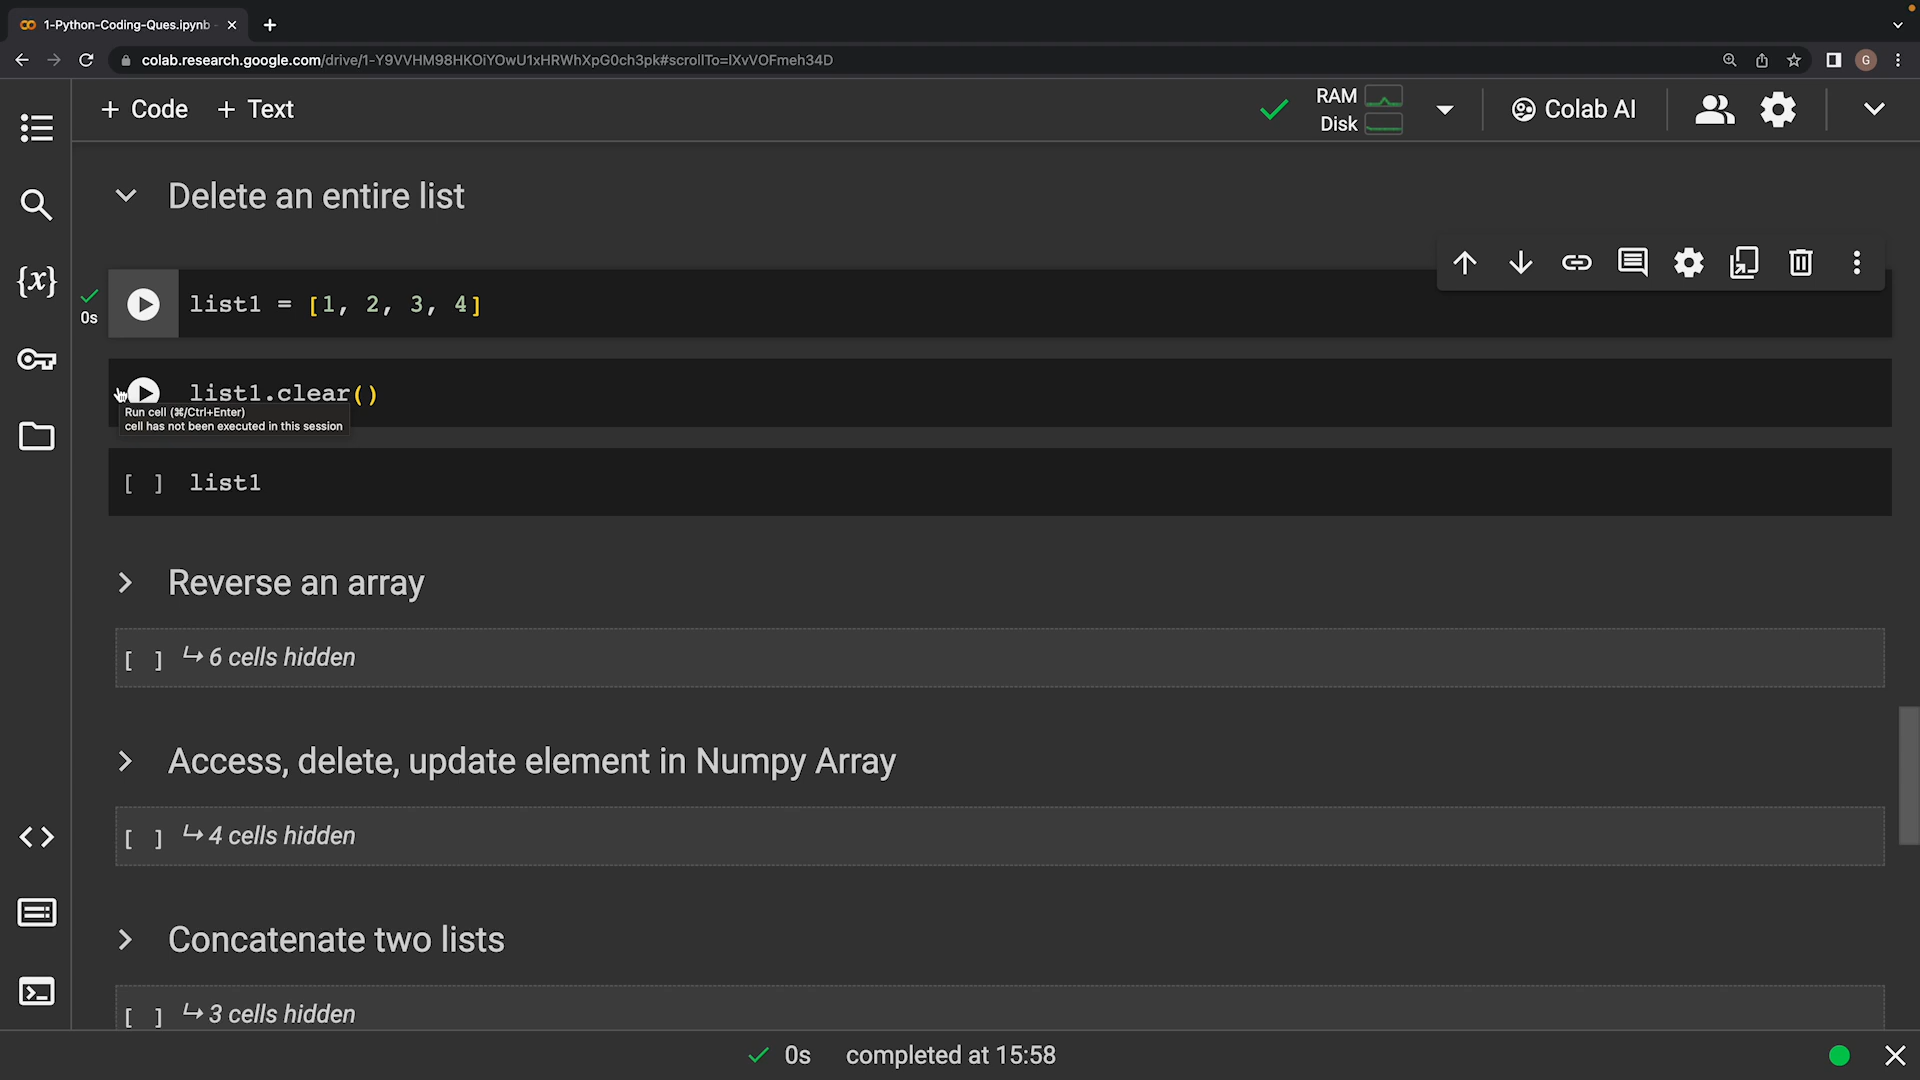 1-Python-Coding-Ques.ipynb
colab.research.google.com/drive/1-Y9VVHM98HKOiYOwU1xHRWhXpG0ch3pk#scrollTo=IXvVOFmeh34D
G
+ Code + Text
RAM
Disk
Colab AI
Delete an entire list
{x}
0s
list1 = [1, 2, 3, 4]
list1.clear()
Run cell (⌘/Ctrl+Enter)
cell has not been executed in this session
[ ] list1
Reverse an array
[ ] ↳ 6 cells hidden
Access, delete, update element in Numpy Array
[ ] ↳ 4 cells hidden
Concatenate two lists
[ ] ↳ 3 cells hidden
✓ 0s completed at 15:58